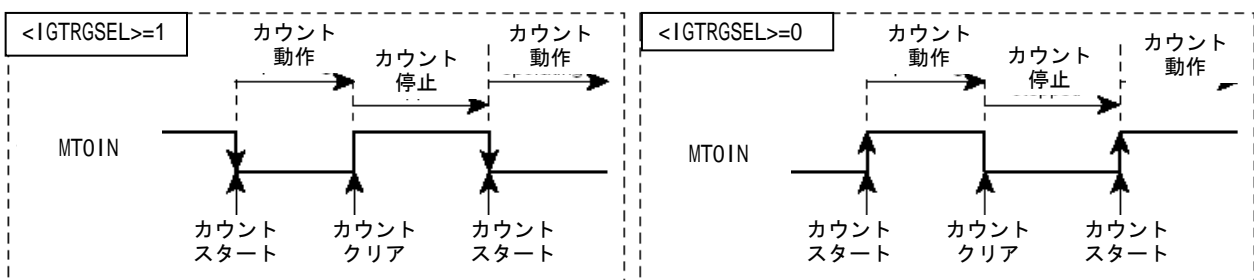 <IGTRGSEL>=1
カウント
動作
カウント
停止
カウント
動作
MT0IN
カウント
スタート
カウント
クリア
カウント
スタート
<IGTRGSEL>=0
カウント
動作
カウント
停止
カウント
動作
MT0IN
カウント
スタート
カウント
クリア
カウント
スタート